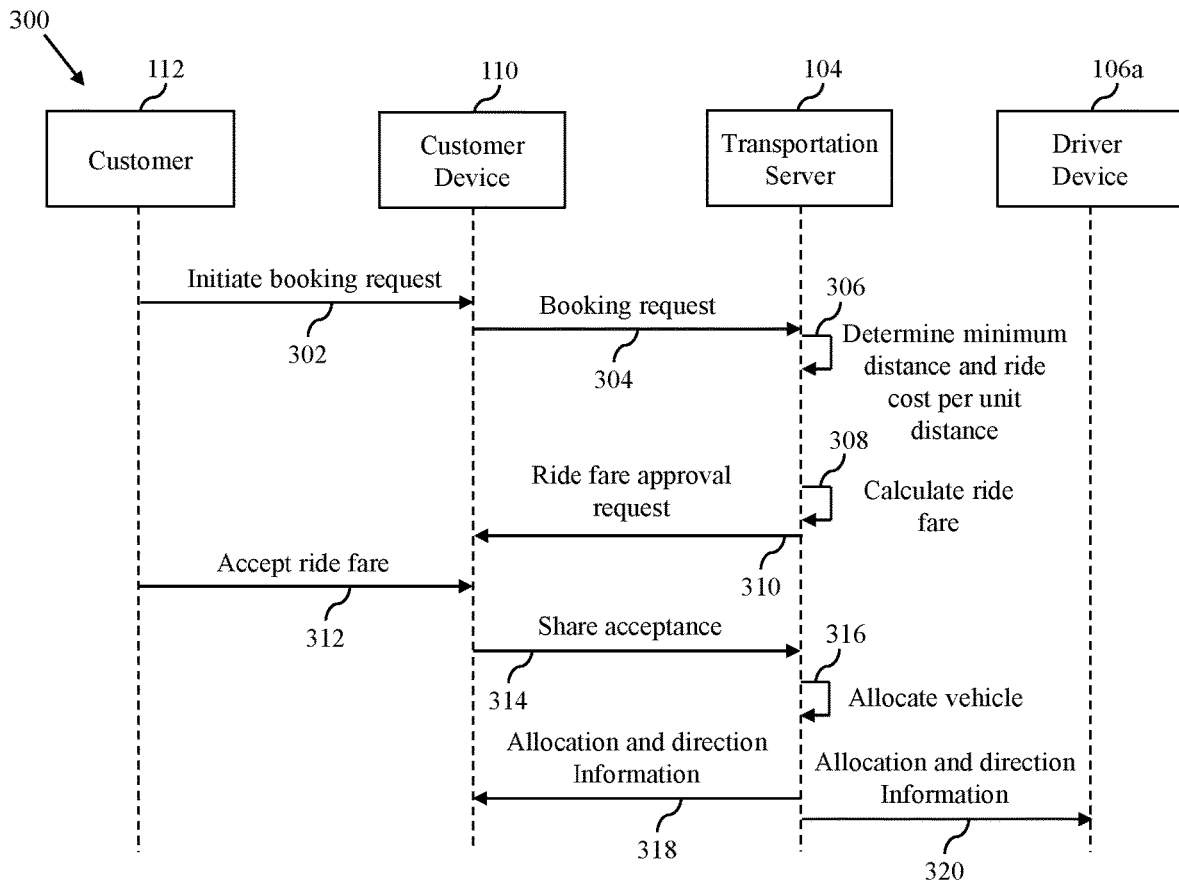 300
112
110
104
106a
Customer
Customer
Device
Transportation
Server
Driver
Device
Initiate booking request
302
Booking request
304
306
Determine minimum
distance and ride
cost per unit
distance
308
Calculate ride
fare
Ride fare approval
request
310
Accept ride fare
312
Share acceptance
314
316
Allocate vehicle
Allocation and direction
Information
318
Allocation and direction
Information
320